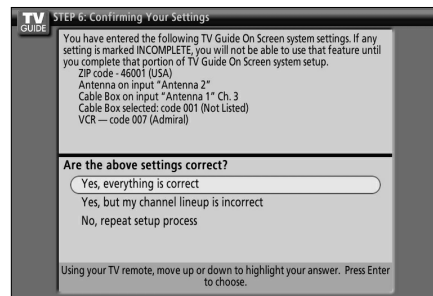 TV GUIDE
STEP 6: Confirming Your Settings
You have entered the following TV Guide On Screen system settings. If any
setting is marked INCOMPLETE, you will not be able to use that feature until
you complete that portion of TV Guide On Screen system setup.
ZIP code - 46001 (USA)
Antenna on input “Antenna 2”
Cable Box on input “Antenna 1” Ch. 3
Cable Box selected: code 001 (Not Listed)
VCR — code 007 (Admiral)
Are the above settings correct?
Yes, everything is correct
Yes, but my channel lineup is incorrect
No, repeat setup process
Using your TV remote, move up or down to highlight your answer. Press Enter
to choose.